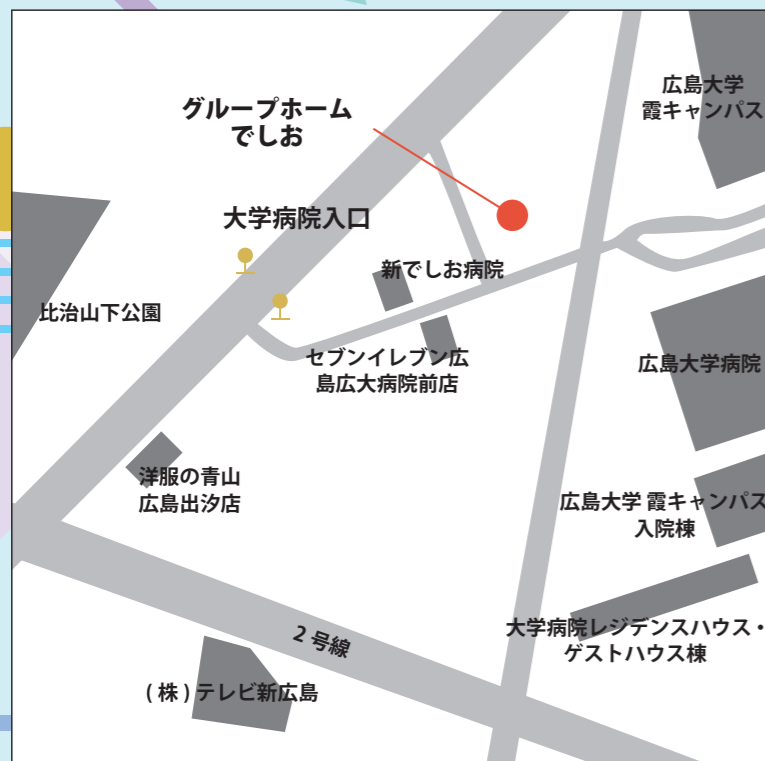 広島大学
霞キャンパス
グループホーム
でしお
大学病院入口
新でしお病院
比治山下公園
セブンイレブン広
島広大病院前店
広島大学病院
洋服の青山
広島出汐店
広島大学 霞キャンパス
入院棟
大学病院レジデンスハウス・
ゲストハウス棟
2号線
(株)テレビ新広島